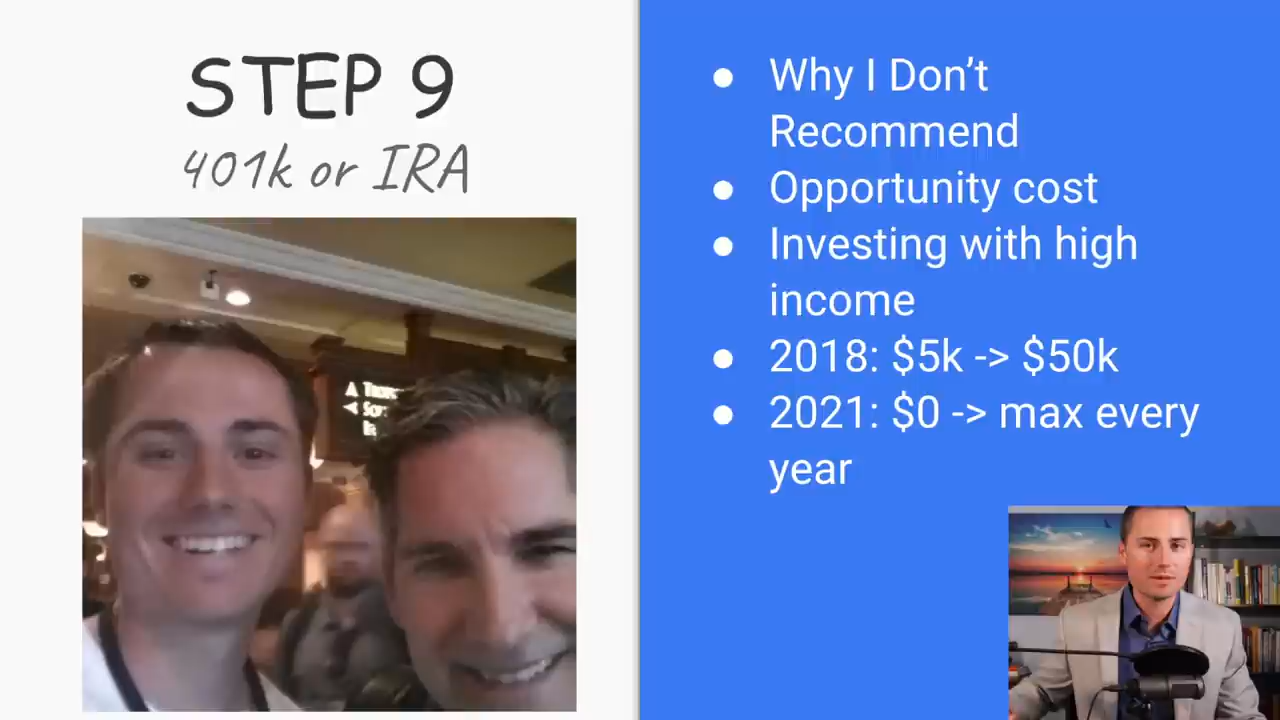 STEP 9
401k or IRA
● Why I Don't
Recommend
● Opportunity cost
● Investing with high
income
● 2018: $5k -> $50k
● 2021: $0 -> max every
year